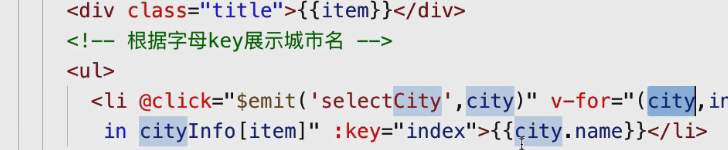 <div class="title">{{item}}</div>
<!-- 根据字母key展示城市名 -->
<ul>
<li @click="$emit('selectCity',city)" v-for="(city,in
in cityInfo[item]" :key="index">{{city.name}}</li>